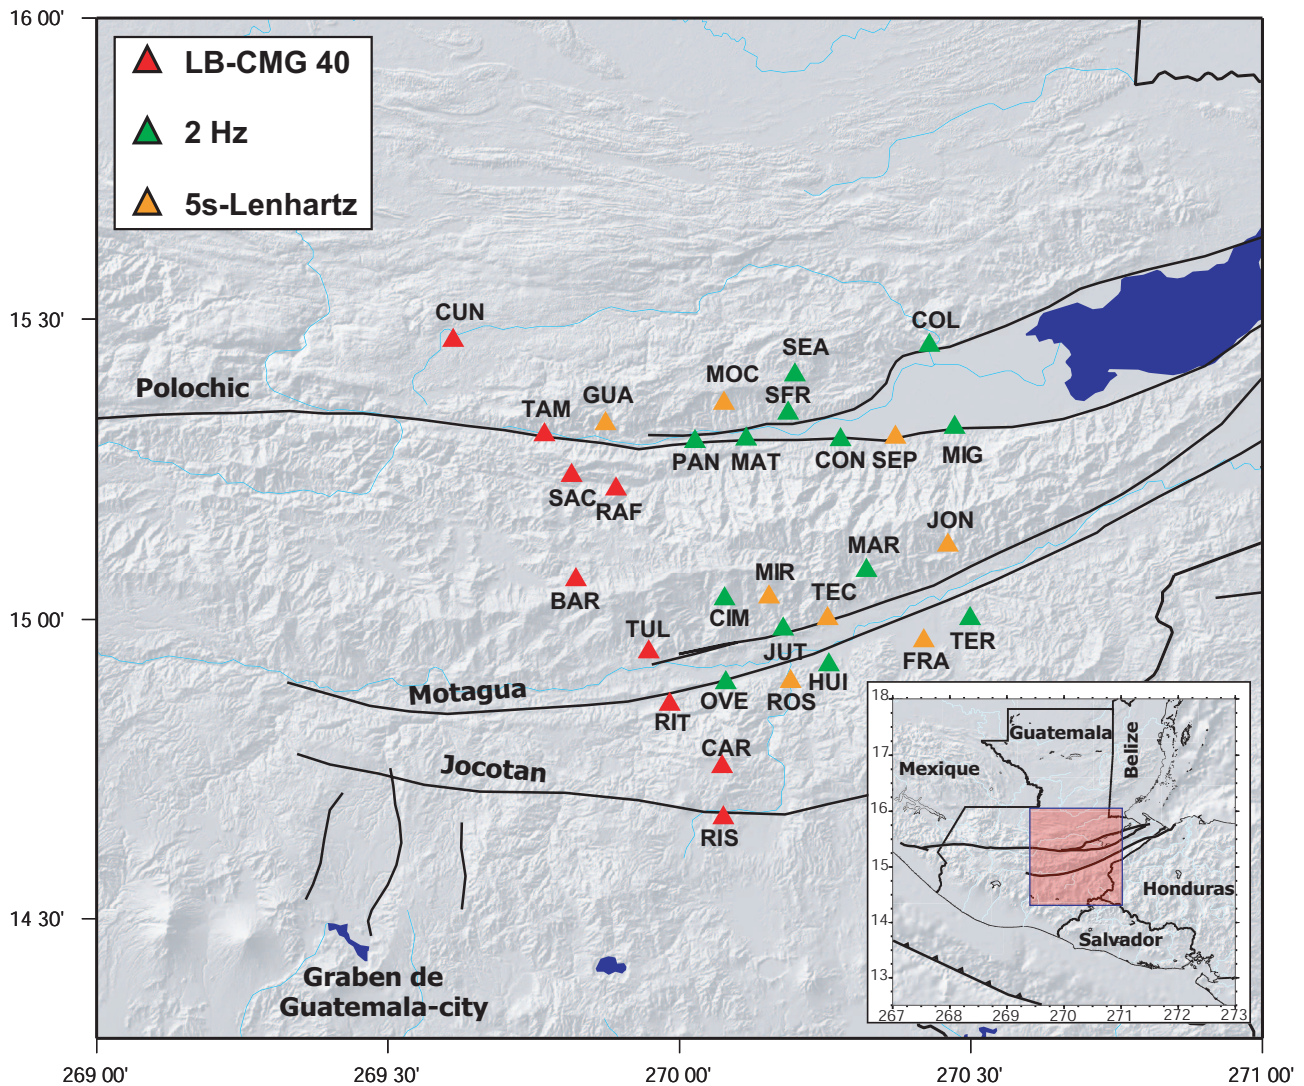 16 00'
LB-CMG 40
2 Hz
5s-Lenhartz
15 30'
CUN
COL
SEA
MOC
SFR
Polochic
GUA
TAM
PAN
MAT
CON
SEP
MIG
SAC
RAF
JON
MAR
MIR
BAR
TEC
CIM
15 00'
TUL
JUT
TER
FRA
HUI
Motagua
OVE
ROS
RIT
CAR
Jocotan
RIS
14 30'
Graben de
Guatemala-city
18
Guatemala
Belize
17
Mexique
16
15
Honduras
14
Salvador
13
267
268
269
270
271
272
273
269 00'
269 30'
270 00'
270 30'
271 00'